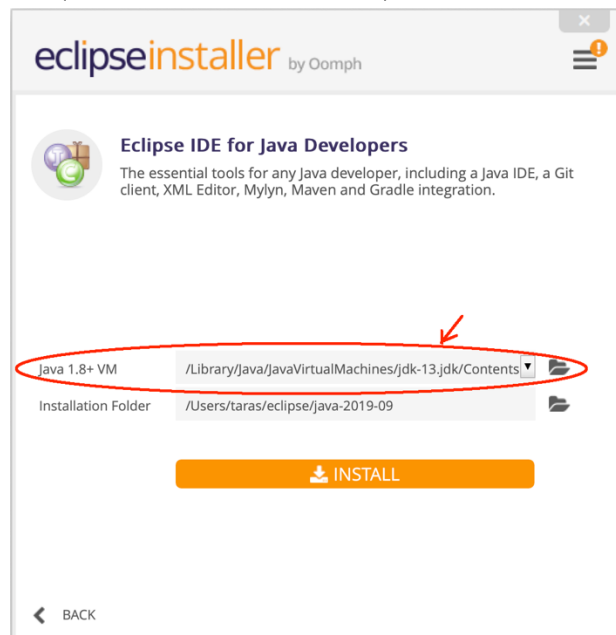 eclipseinstaller by Oomph
Eclipse IDE for Java Developers
The essential tools for any Java developer, including a Java IDE, a Git
client, XML Editor, Mylyn, Maven and Gradle integration.
Java 1.8+ VM /Library/Java/JavaVirtualMachines/jdk-13.jdk/Contents
Installation Folder /Users/taras/eclipse/java-2019-09
INSTALL
BACK